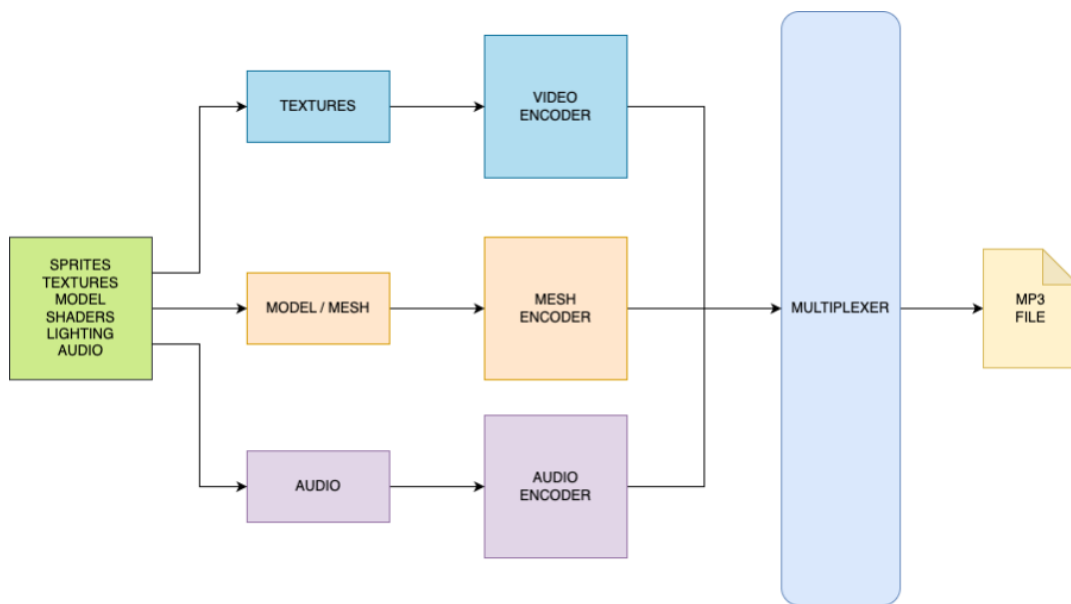 TEXTURES
VIDEO
ENCODER
SPRITES
TEXTURES
MODEL
SHADERS
LIGHTING
AUDIO
MODEL / MESH
MESH
ENCODER
MULTIPLEXER
MP3
FILE
AUDIO
AUDIO
ENCODER